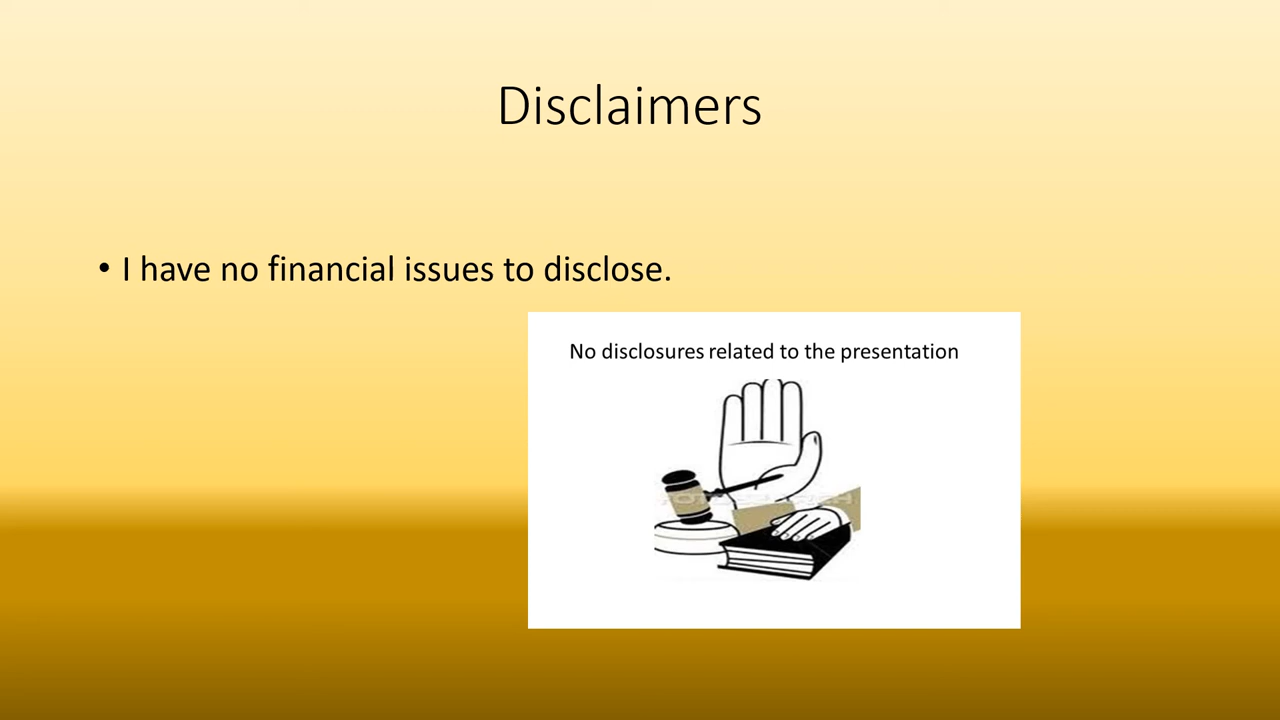 Disclaimers
• I have no financial issues to disclose.
No disclosures related to the presentation